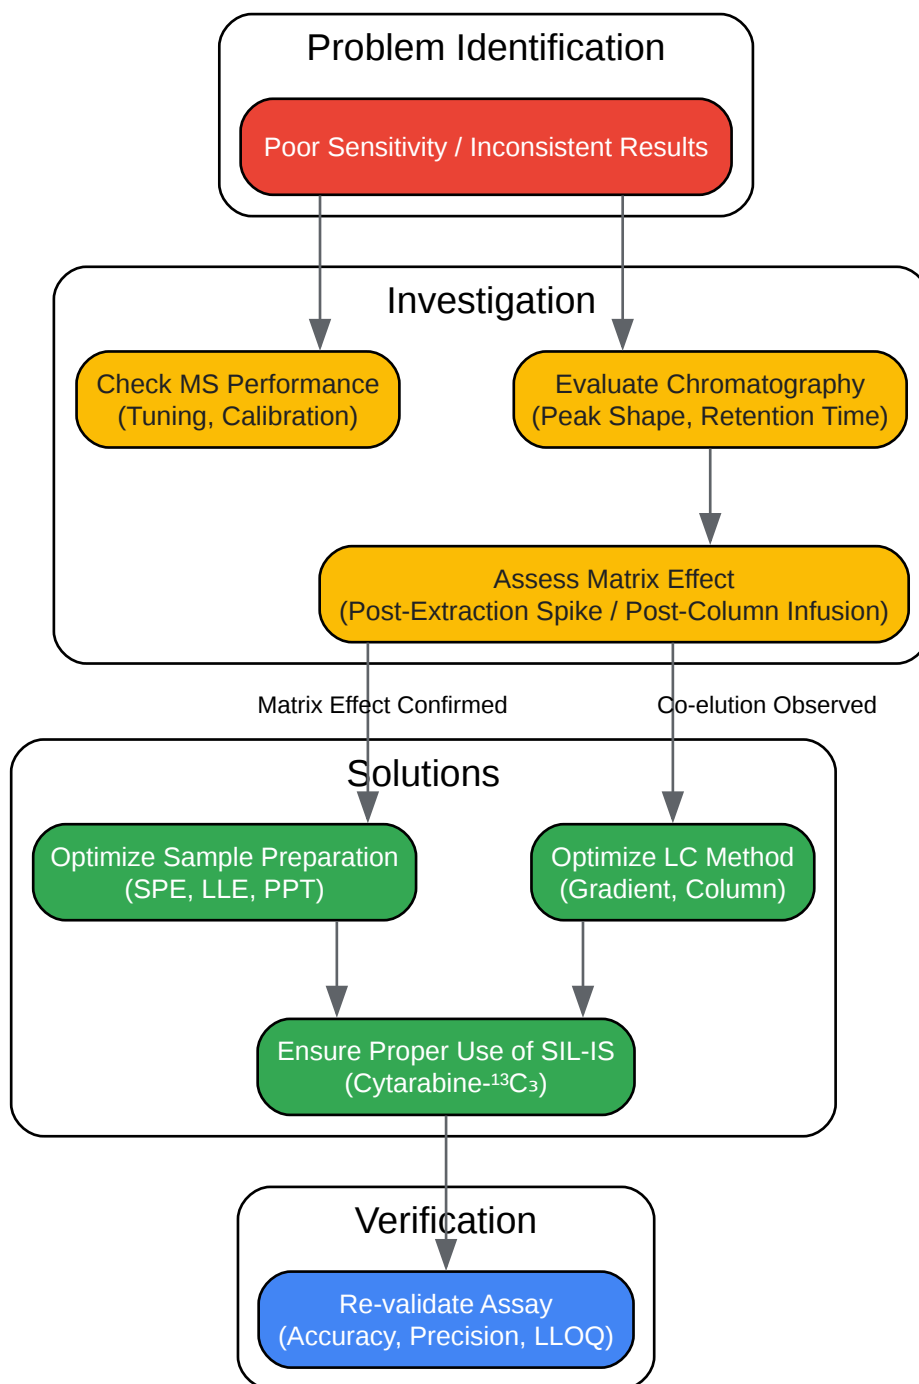 Problem Identification
Poor Sensitivity / Inconsistent Results
Investigation
Check MS Performance
(Tuning, Calibration)
Evaluate Chromatography
(Peak Shape, Retention Time)
Assess Matrix Effect
(Post-Extraction Spike / Post-Column Infusion)
Matrix Effect Confirmed
Co-elution Observed
Solutions
Optimize Sample Preparation
(SPE, LLE, PPT)
Optimize LC Method
(Gradient, Column)
Ensure Proper Use of SIL-IS
(Cytarabine-¹³C₃)
Verification
Re-validate Assay
(Accuracy, Precision, LLOQ)